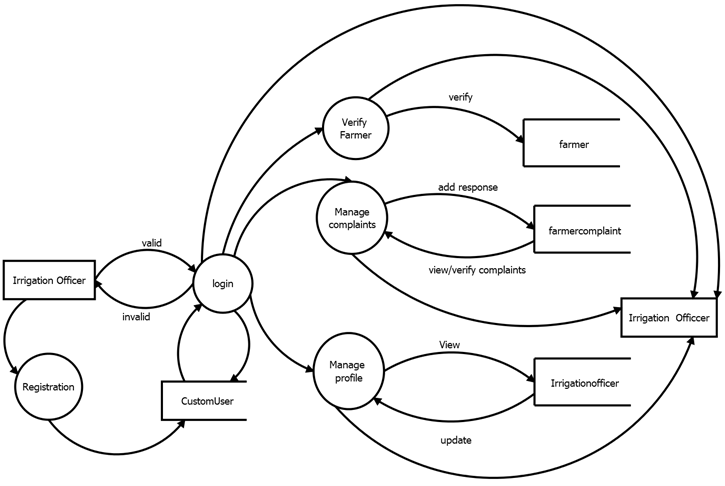 verify
Verify
Farmer
farmer
add response
Manage
complaints
farmercomplaint
valid
view/verify complaints
Irrigation Officer
login
invalid
Irrigation Officcer
View
Manage
profile
Irrigationofficer
Registration
CustomUser
update